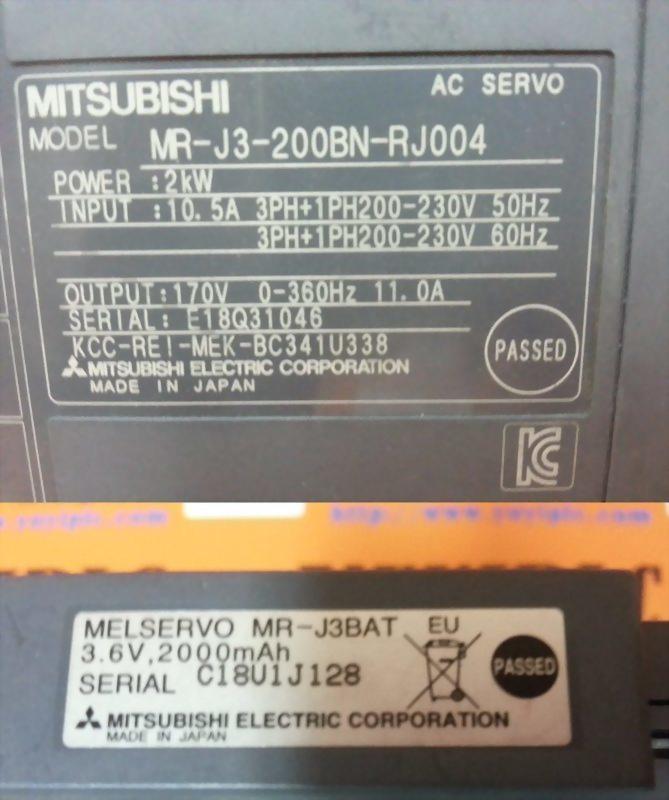 MITSUBISHI
AC SERVO
MODEL MR-J3-200BN-RJ004
POWER :2kW
INPUT :10.5A 3PH+1PH200-230V 50Hz
3PH+1PH200-230V 60Hz
OUTPUT:170V 0-360Hz 11.0A
SERIAL: E18Q31046
KCC-REI-MEK-BC341U338
MITSUBISHI ELECTRIC CORPORATION
MADE IN JAPAN
PASSED
MELSERVO MR-J3BAT EU
3.6V,2000mAh
SERIAL C18U1J128
PASSED
MITSUBISHI ELECTRIC CORPORATION
MADE IN JAPAN